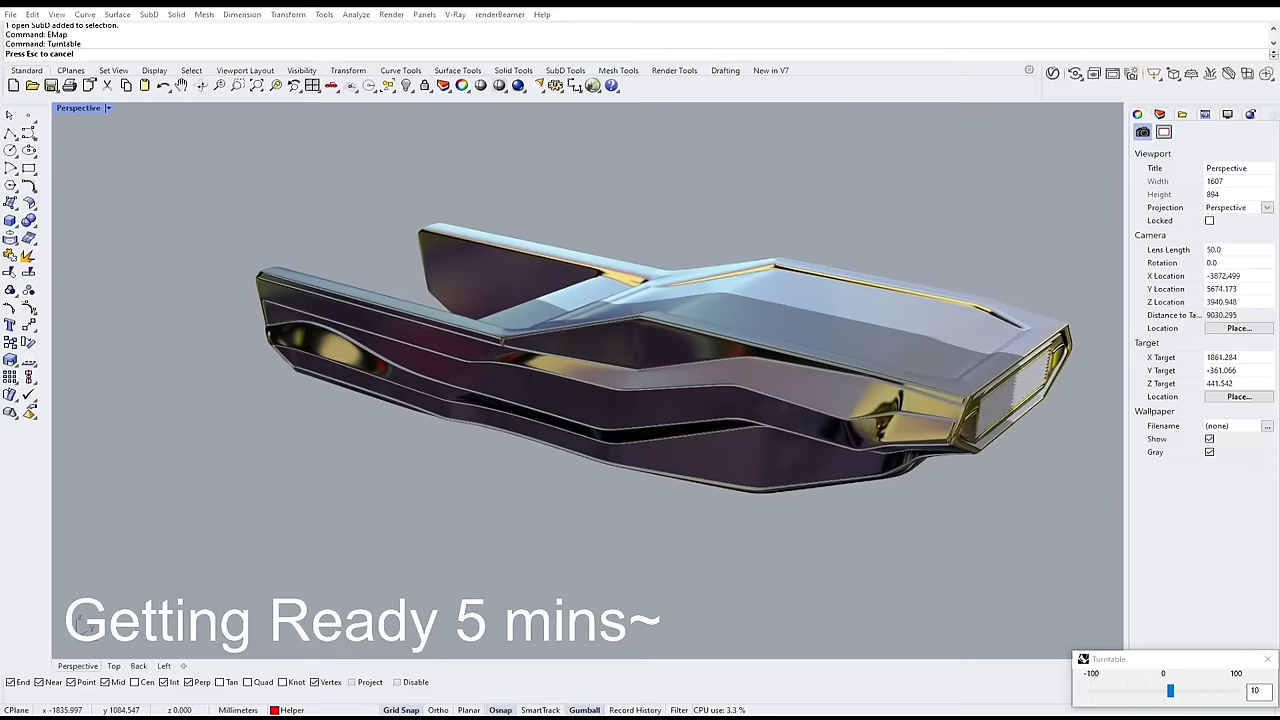 File Edit View Curve Surface SubD Solid Mesh Dimension Transform Tools Analyze Render Panels V-Ray renderBeamer Help
1 open SubD added to selection.
Command: EMap
Command: Turntable
Press Esc to cancel
Standard CPlanes Set View Display Select Viewport Layout Visibility Transform Curve Tools Surface Tools Solid Tools SubD Tools Mesh Tools Render Tools Drafting New in V7
Perspective
Viewport
Title Perspective
Width 1607
Height 894
Projection Perspective
Locked
Camera
Lens Length 50.0
Rotation 0.0
X Location -3872.499
Y Location 5674.173
Z Location 3940.948
Distance to Ta... 9030.295
Location Place...
Target
X Target 1861.284
Y Target -361.066
Z Target 441.542
Location Place...
Wallpaper
Filename (none) ...
Show
Gray
Getting Ready 5 mins~
Perspective Top Back Left
Turntable
-100 0 100
10
End Near Point Mid Cen Int Perp Tan Quad Knot Vertex Project Disable
CPlane x -1835.997 y 1084.547 z 0.000 Millimeters Helper Grid Snap Ortho Planar Osnap SmartTrack Gumball Record History Filter CPU use: 3.3 %